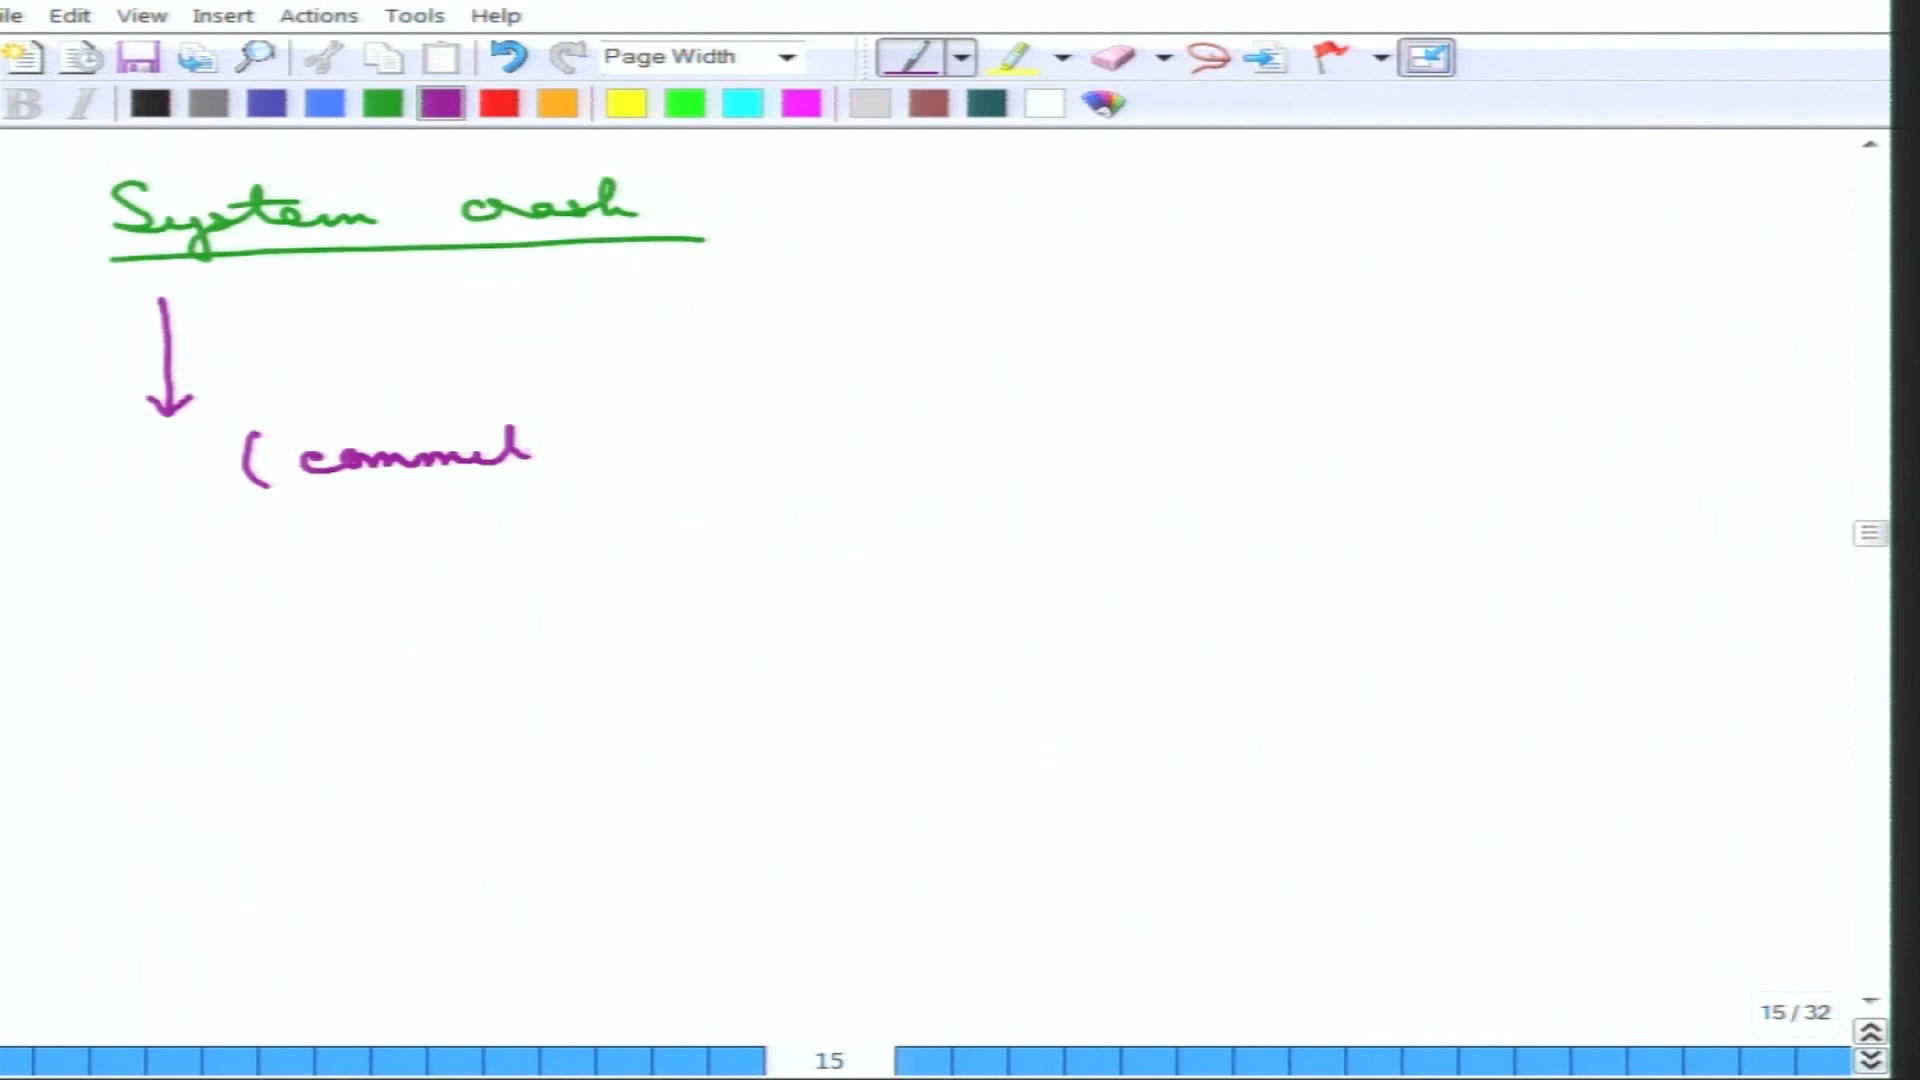 ile Edit View Insert Actions Tools Help
Page Width
B I
System crash
( commit
15 / 32
15